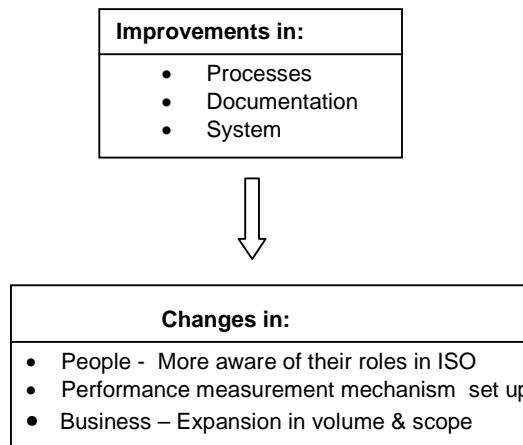 Improvements in:
• Processes
• Documentation
• System
Changes in:
• People - More aware of their roles in ISO
• Performance measurement mechanism set up
• Business – Expansion in volume & scope